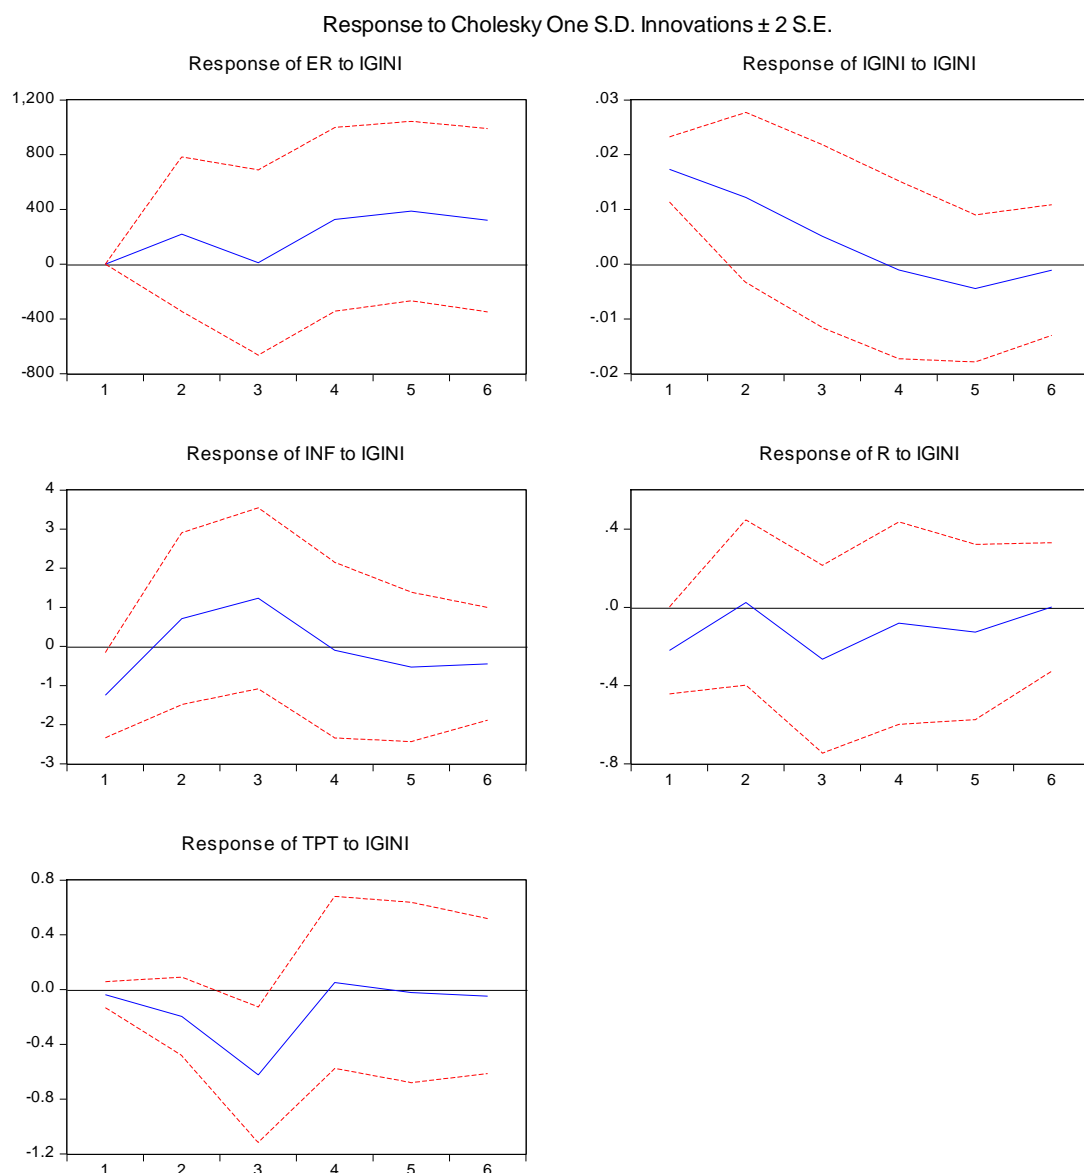 Response to Cholesky One S.D. Innovations ± 2 S.E.
Response of ER to IGINI
1,200
800
400
0
-400
-800
1 2 3 4 5 6
Response of IGINI to IGINI
.03
.02
.01
.00
-.01
-.02
1 2 3 4 5 6
Response of INF to IGINI
4
3
2
1
0
-1
-2
-3
1 2 3 4 5 6
Response of R to IGINI
.4
.0
-.4
-.8
1 2 3 4 5 6
Response of TPT to IGINI
0.8
0.4
0.0
-0.4
-0.8
-1.2
1 2 3 4 5 6